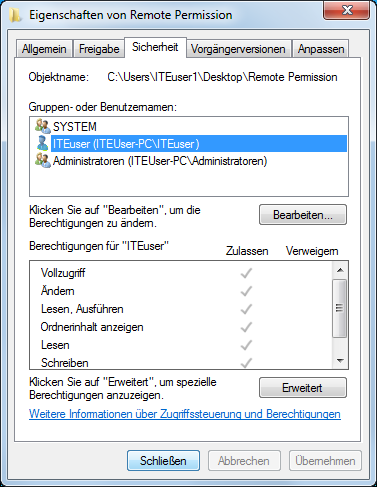 Eigenschaften von Remote Permission
Allgemein Freigabe Sicherheit Vorgängerversionen Anpassen
Objektname: C:\Users\ITEuser1\Desktop\Remote Permission
Gruppen- oder Benutzernamen:
SYSTEM
ITEuser (ITEUser-PC\ITEuser)
Administratoren (ITEUser-PC\Administratoren)
Klicken Sie auf "Bearbeiten", um die
Berechtigungen zu ändern.
Bearbeiten...
Berechtigungen für "ITEuser" Zulassen Verweigern
Vollzugriff
Ändern
Lesen, Ausführen
Ordnerinhalt anzeigen
Lesen
Schreiben
Klicken Sie auf "Erweitert", um spezielle
Berechtigungen anzuzeigen.
Erweitert
Weitere Informationen über Zugriffssteuerung und Berechtigungen
Schließen Abbrechen Übernehmen